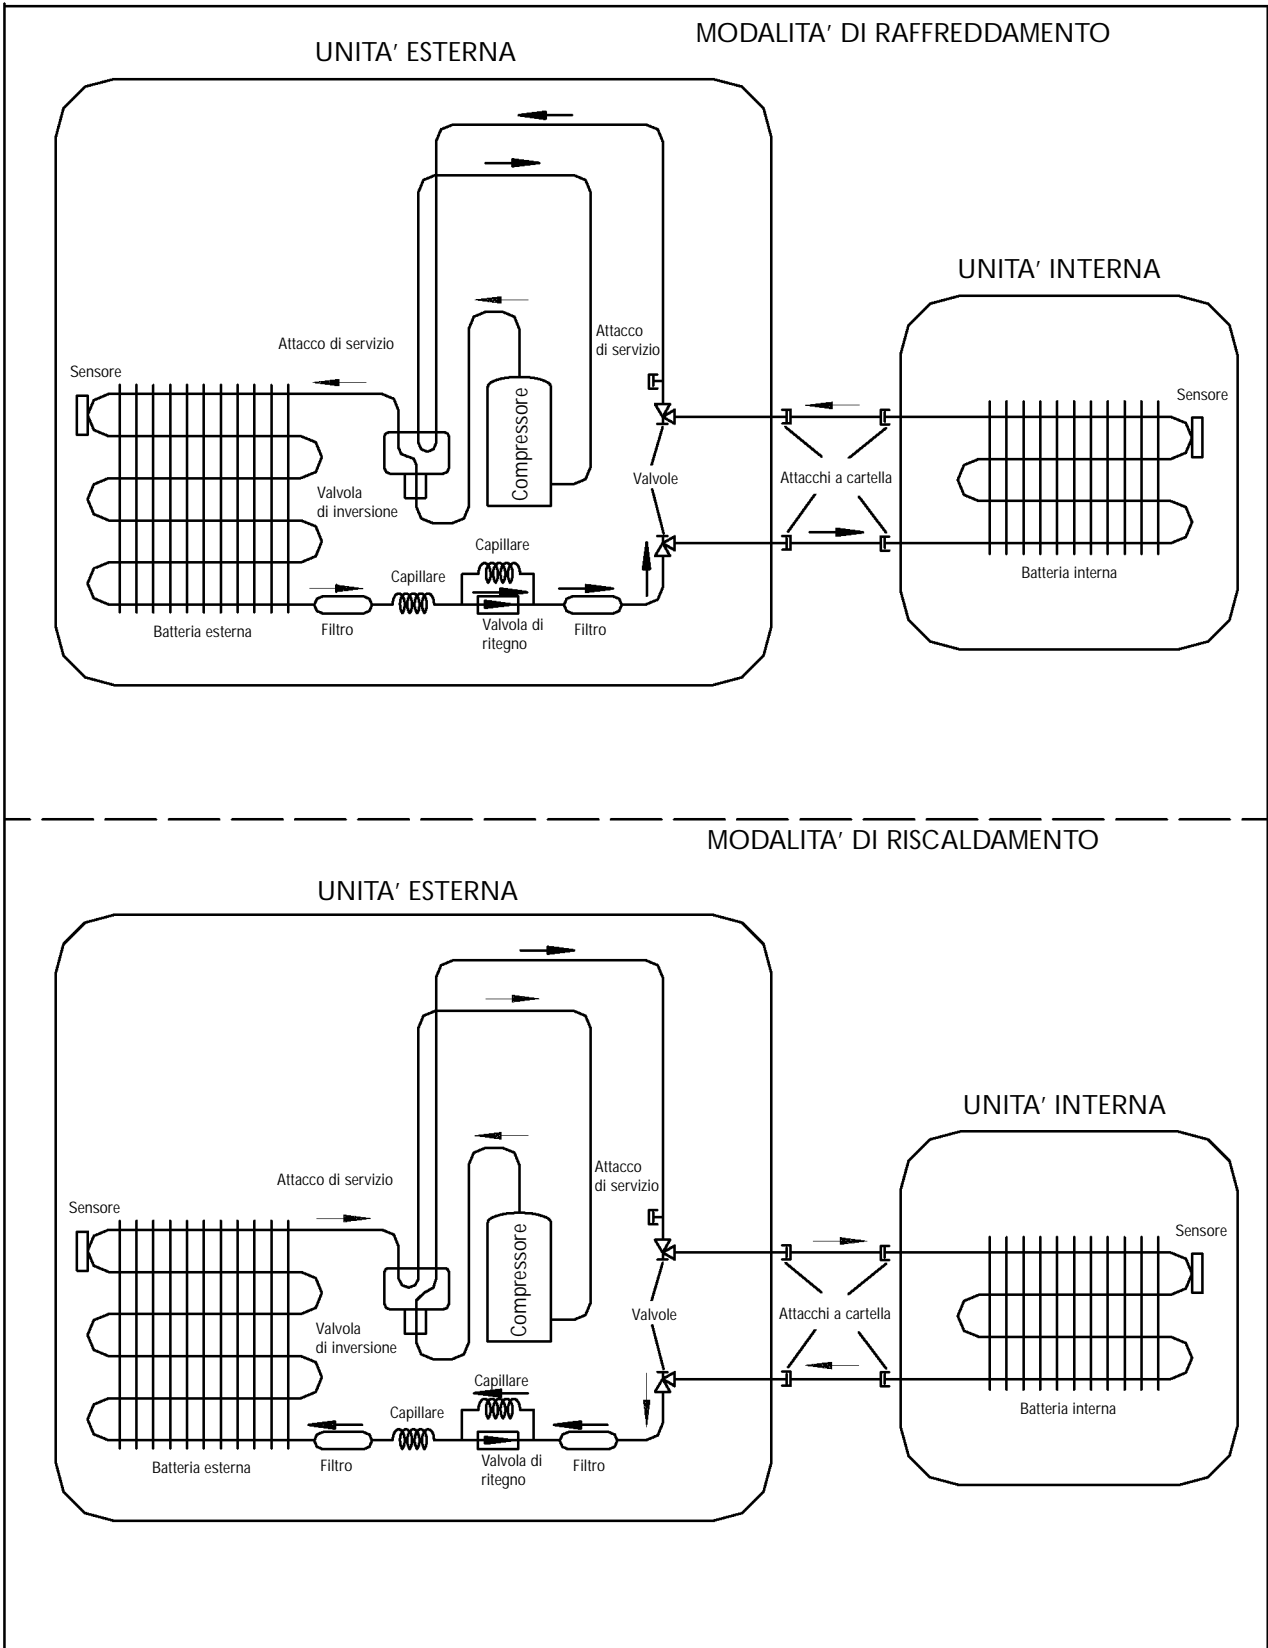 MODALITA' DI RAFFREDDAMENTO
UNITA' ESTERNA
UNITA' INTERNA
Attacco di servizio
Attacco
di servizio
Sensore
Sensore
Compressore
Valvola
di inversione
Valvole
Attacchi a cartella
Capillare
Capillare
Batteria interna
Batteria esterna
Filtro
Valvola di
ritegno
Filtro
MODALITA' DI RISCALDAMENTO
UNITA' ESTERNA
UNITA' INTERNA
Attacco di servizio
Attacco
di servizio
Sensore
Sensore
Compressore
Valvola
di inversione
Valvole
Attacchi a cartella
Capillare
Capillare
Batteria interna
Batteria esterna
Filtro
Valvola di
ritegno
Filtro